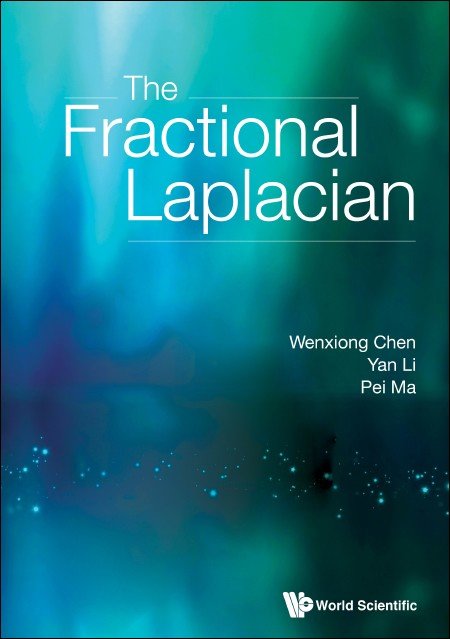 The
Fractional
Laplacian
Wenxiong Chen
Yan Li
Pei Ma
World Scientific